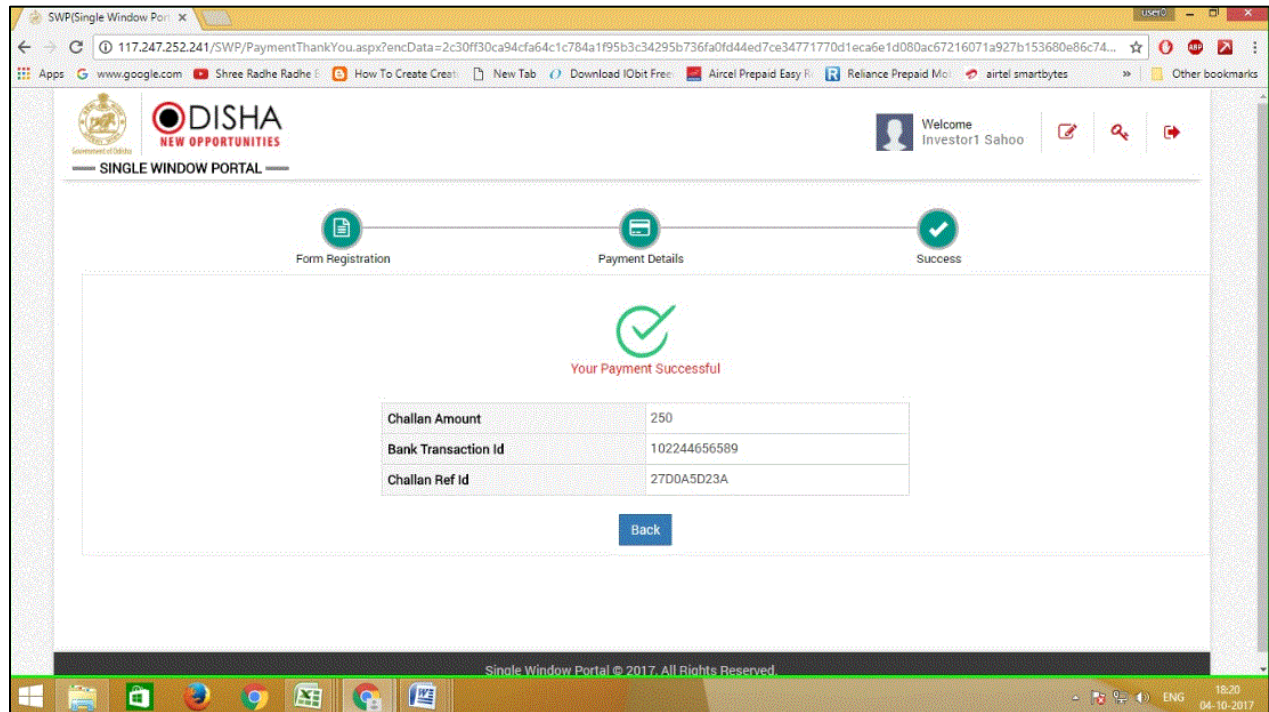 user0
SWP(Single Window Port
117.247.252.241/SWP/PaymentThankYou.aspx?encData=2c30ff30ca94cfa64c1c784a1f95b3c34295b736fa0fd44ed7ce34771770d1eca6e1d080ac67216071a927b153680e86c74...
ABP
Apps www.google.com Shree Radhe Radhe How To Create Creat New Tab Download IObit Free Aircel Prepaid Easy R Reliance Prepaid Mo airtel smartbytes » Other bookmarks
ODISHA
NEW OPPORTUNITIES
Government of Odisha
SINGLE WINDOW PORTAL
Welcome
Investor1 Sahoo
Form Registration Payment Details Success
Your Payment Successful
Challan Amount 250
Bank Transaction Id 102244656589
Challan Ref Id 27D0A5D23A
Back
Single Window Portal © 2017. All Rights Reserved.
ENG 18:20
04-10-2017